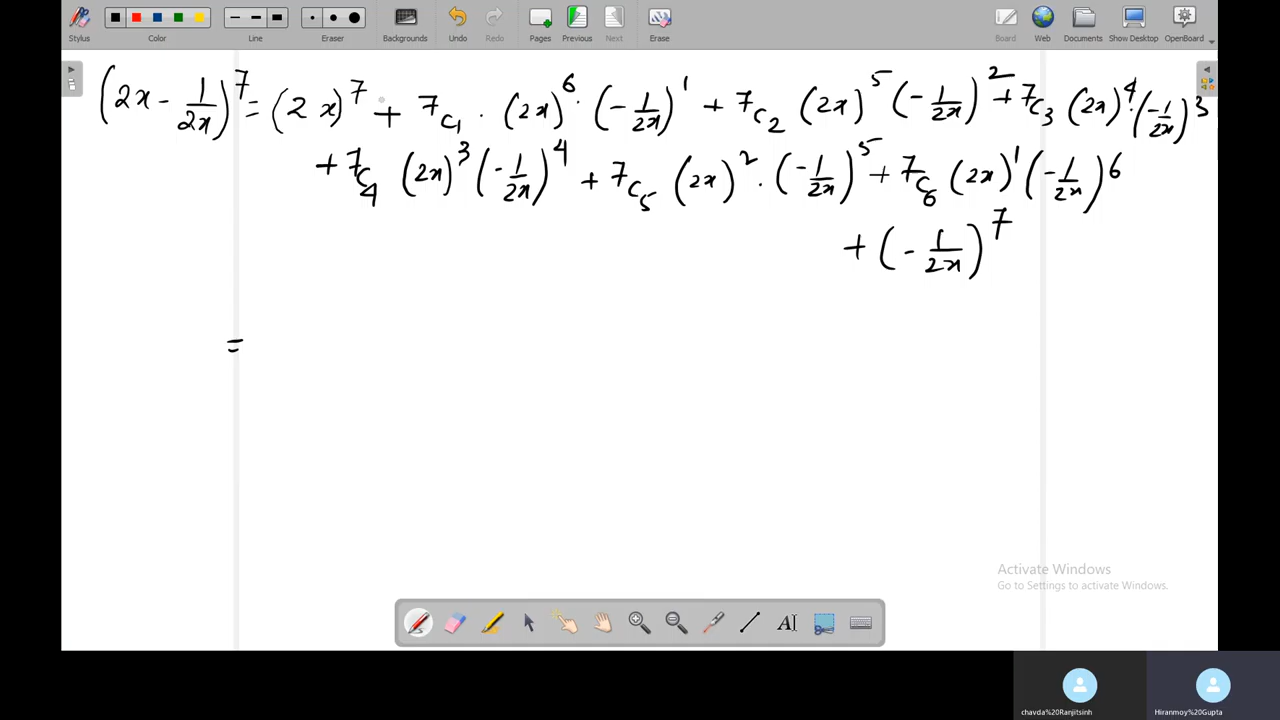 Stylus Color Line Eraser Backgrounds Undo Redo Pages Previous Next Erase Board Web Documents Show Desktop OpenBoard
(2x - 1/2x)^7 = (2x)^7 + 7C1 · (2x)^6 · (-1/2x)^1 + 7C2 (2x)^5 (-1/2x)^2 + 7C3 (2x)^4 · (-1/2x)^3
+ 7C4 (2x)^3 (-1/2x)^4 + 7C5 (2x)^2 · (-1/2x)^5 + 7C6 (2x)^1 (-1/2x)^6
+ (-1/2x)^7
=
Activate Windows
Go to Settings to activate Windows.
AI
chavda%20Ranjitsinh Hiranmoy%20Gupta